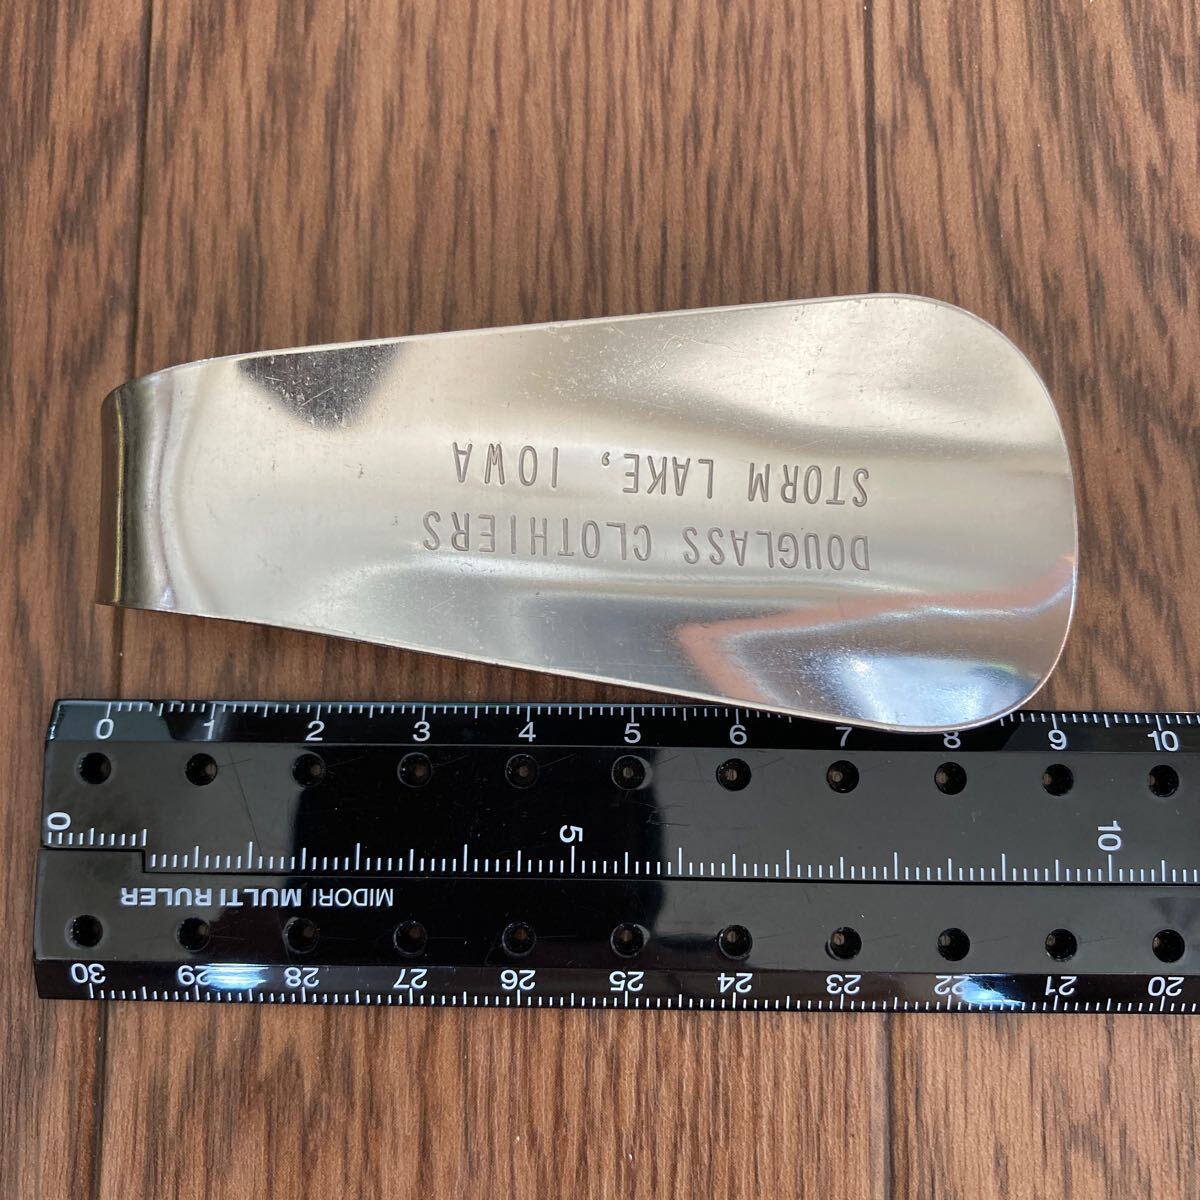 DOUGLASS CLOTHIERS
STORM LAKE, IOWA
0 1 2 3 4 5 6 7 8 9 10
0 5 10
MIDORI MULTI RULER
30 29 28 27 26 25 24 23 22 21 20